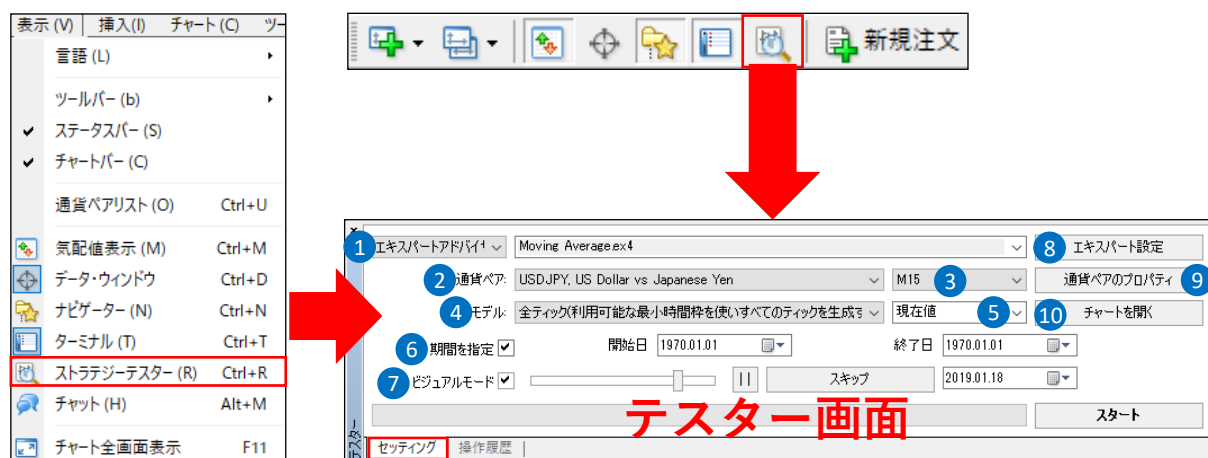 表示(V) 挿入(I) チャート(C) ツー
言語(L)
ツールバー(b)
ステータスバー(S)
チャートバー(C)
通貨ペアリスト(O) Ctrl+U
気配値表示(M) Ctrl+M
データ・ウィンドウ Ctrl+D
ナビゲーター(N) Ctrl+N
ターミナル(T) Ctrl+T
ストラテジーテスター(R) Ctrl+R
チャット(H) Alt+M
チャート全画面表示 F11
新規注文
1 エキスパートアドバイザ Moving Average.ex4 8 エキスパート設定
2 通貨ペア: USDJPY, US Dollar vs Japanese Yen M15 3 通貨ペアのプロパティ 9
4 モデル: 全ティック(利用可能な最小時間枠を使いすべてのティックを生成す 現在値 5 10 チャートを開く
6 期間を指定 開始日 1970.01.01 終了日 1970.01.01
7 ビジュアルモード スキップ 2019.01.18
テスター画面
スタート
テスター
セッティング 操作履歴